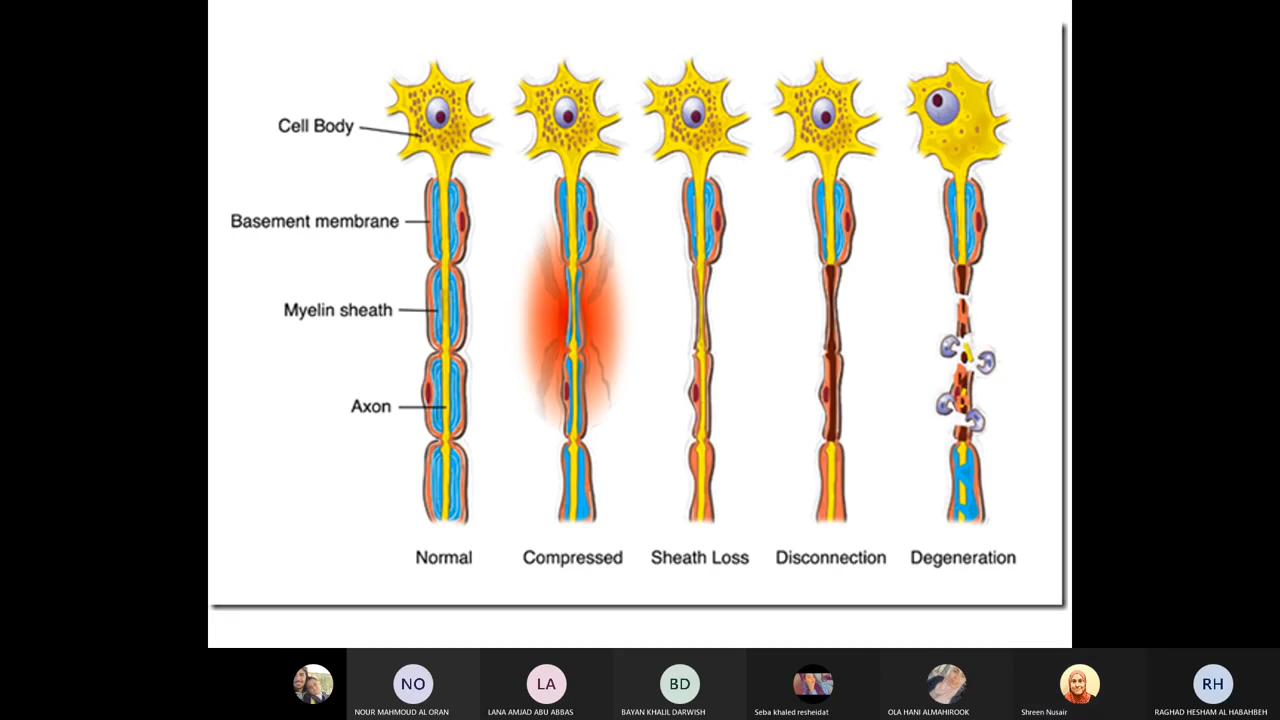 Cell Body
Basement membrane
Myelin sheath
Axon
Normal Compressed Sheath Loss Disconnection Degeneration
NO LA BD RH
NOUR MAHMOUD AL ORAN LANA AMJAD ABU ABBAS BAYAN KHALIL DARWISH Seba khaled resheidat OLA HANI ALMAHIROOK Shreen Nusair RAGHAD HESHAM AL HABAHBEH